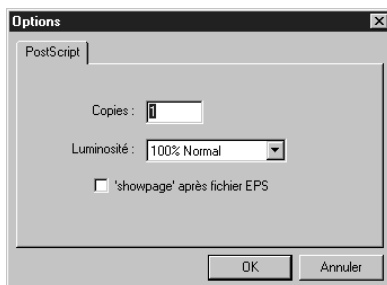 Options
PostScript
Copies : 1
Luminosité : 100% Normal
'showpage' après fichier EPS
OK Annuler